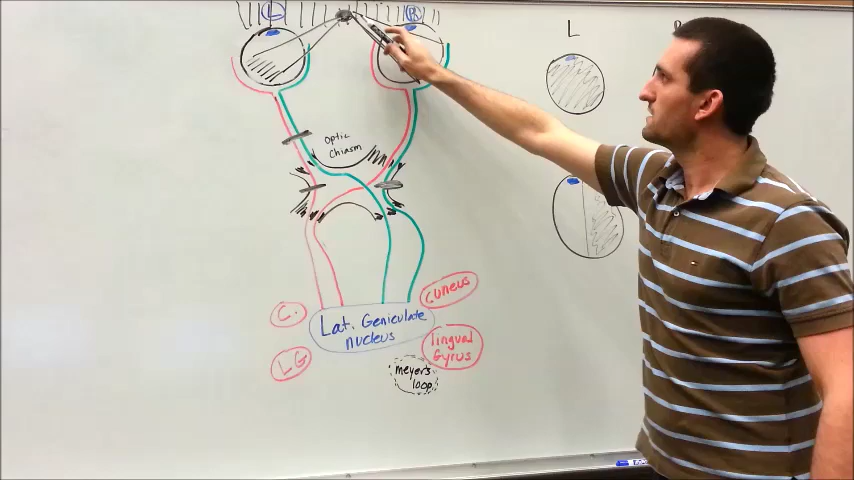 L
R
L
Optic
chiasm
C.
Cuneus
Lat. Geniculate
nucleus
LG
lingual
Gyrus
meyers
loop